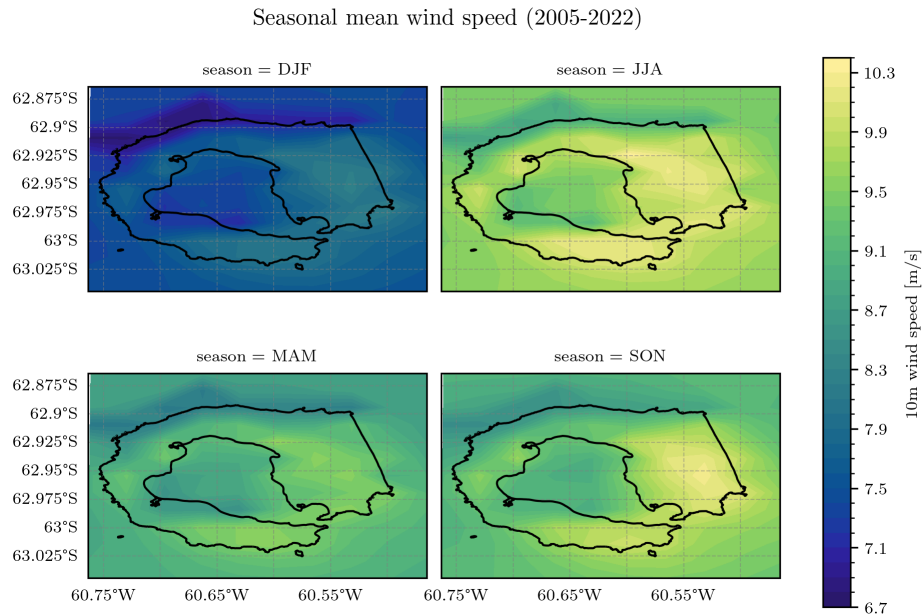 Seasonal mean wind speed (2005-2022)
season = DJF
season = JJA
62.875°S
62.9°S
62.925°S
62.95°S
62.975°S
63°S
63.025°S
season = MAM
season = SON
62.875°S
62.9°S
62.925°S
62.95°S
62.975°S
63°S
63.025°S
60.75°W
60.65°W
60.55°W
60.75°W
60.65°W
60.55°W
10.3
9.9
9.5
9.1
8.7
8.3
7.9
7.5
7.1
6.7
10m wind speed [m/s]